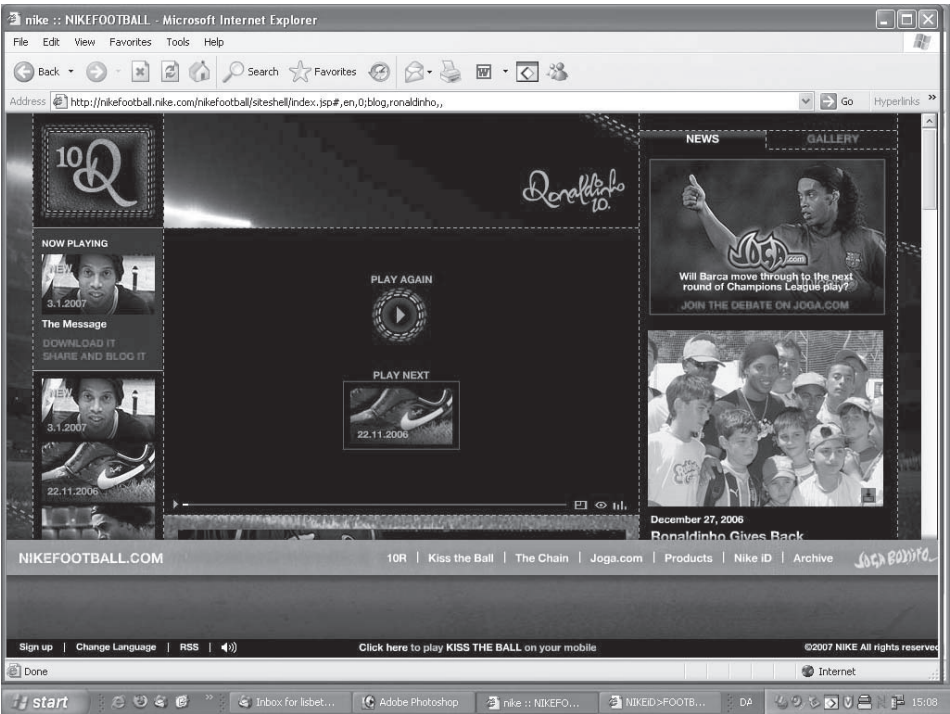 nike :: NIKEFOOTBALL - Microsoft Internet Explorer
File Edit View Favorites Tools Help
Back Search Favorites
Address http://nikefootball.nike.com/nikefootball/siteshell/index.jsp#,en,0;blog,ronaldinho,, Go Hyperlinks »
10R
Ronaldinho
10.
NEWS GALLERY
JOGA.com
Will Barca move through to the next
round of Champions League play?
JOIN THE DEBATE ON JOGA.COM
NOW PLAYING
NEW
3.1.2007
The Message
DOWNLOAD IT
SHARE AND BLOG IT
NEW
3.1.2007
22.11.2006
PLAY AGAIN
PLAY NEXT
22.11.2006
December 27, 2006
Ronaldinho Gives Back
NIKEFOOTBALL.COM 10R | Kiss the Ball | The Chain | Joga.com | Products | Nike iD | Archive JOGA BONITO
Sign up | Change Language | RSS | Click here to play KISS THE BALL on your mobile ©2007 NIKE All rights reserved
Done Internet
start » Inbox for lisbet... Adobe Photoshop nike :: NIKEFO... NIKEiD>FOOTB... DA 15:08